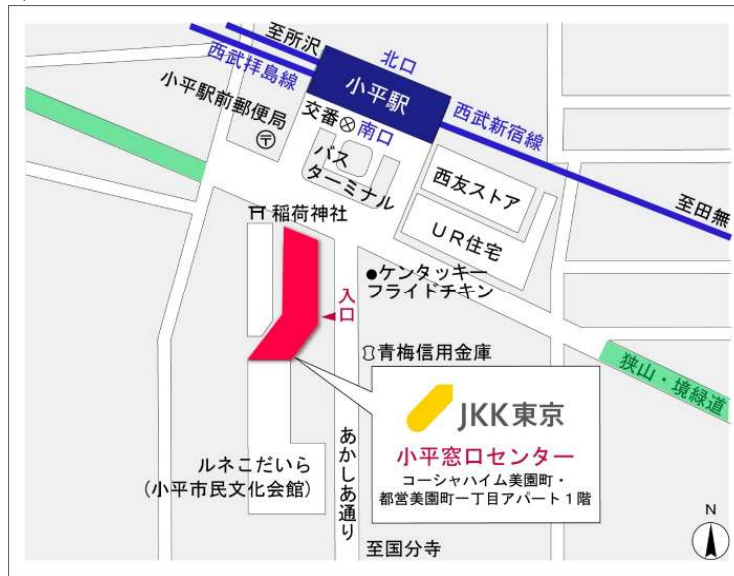 至所沢
北口
西武拝島線
小平駅
小平駅前郵便局
〒
交番
南口
西武新宿線
バス
ターミナル
西友ストア
至田無
稲荷神社
UR住宅
ケンタッキー
フライドチキン
入口
青梅信用金庫
狭山・境緑道
JKK東京
小平窓口センター
コーシャハイム美園町・
都営美園町一丁目アパート1階
ルネこだいら
(小平市民文化会館)
あかしあ通り
至国分寺
N